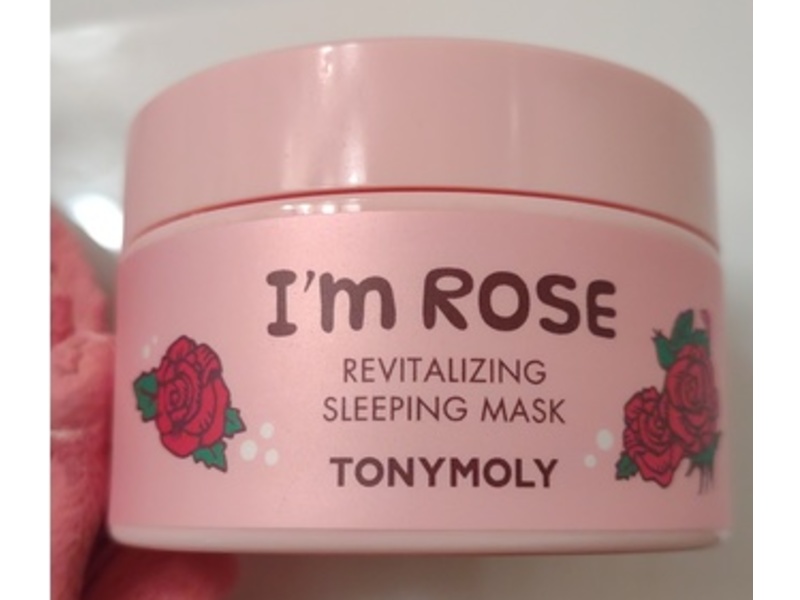 I'm ROSE
REVITALIZING
SLEEPING MASK
TONYMOLY